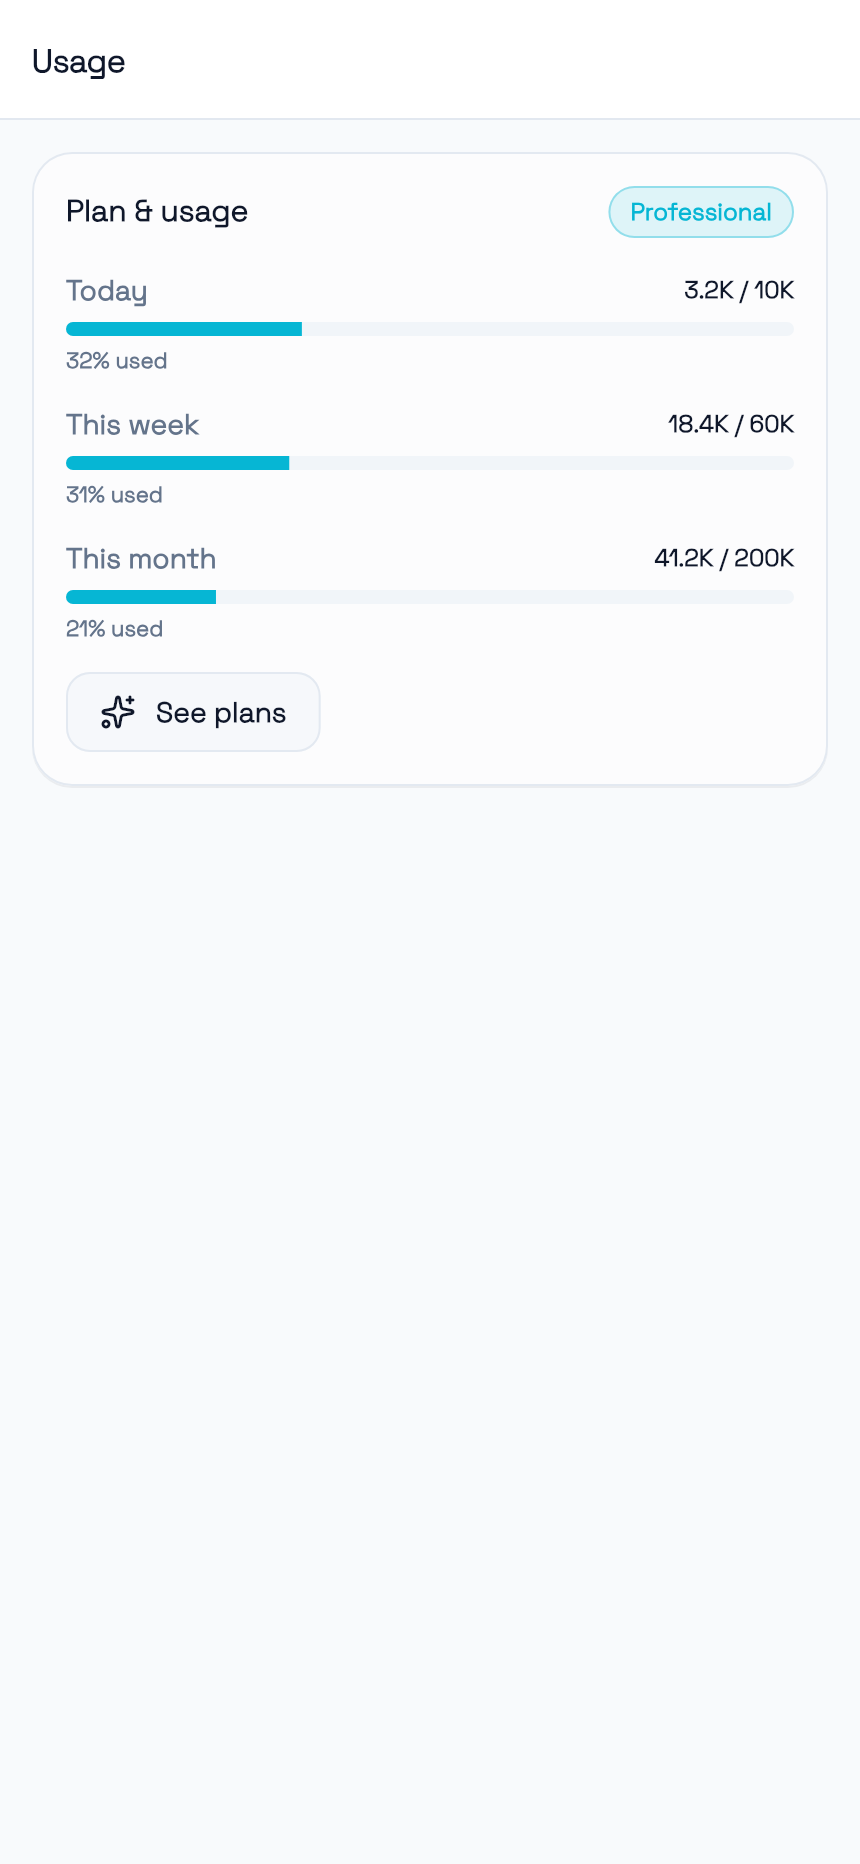 Usage
Plan & usage
Professional
Today
3.2K / 10K
32% used
This week
18.4K / 60K
31% used
This month
41.2K / 200K
21% used
See plans